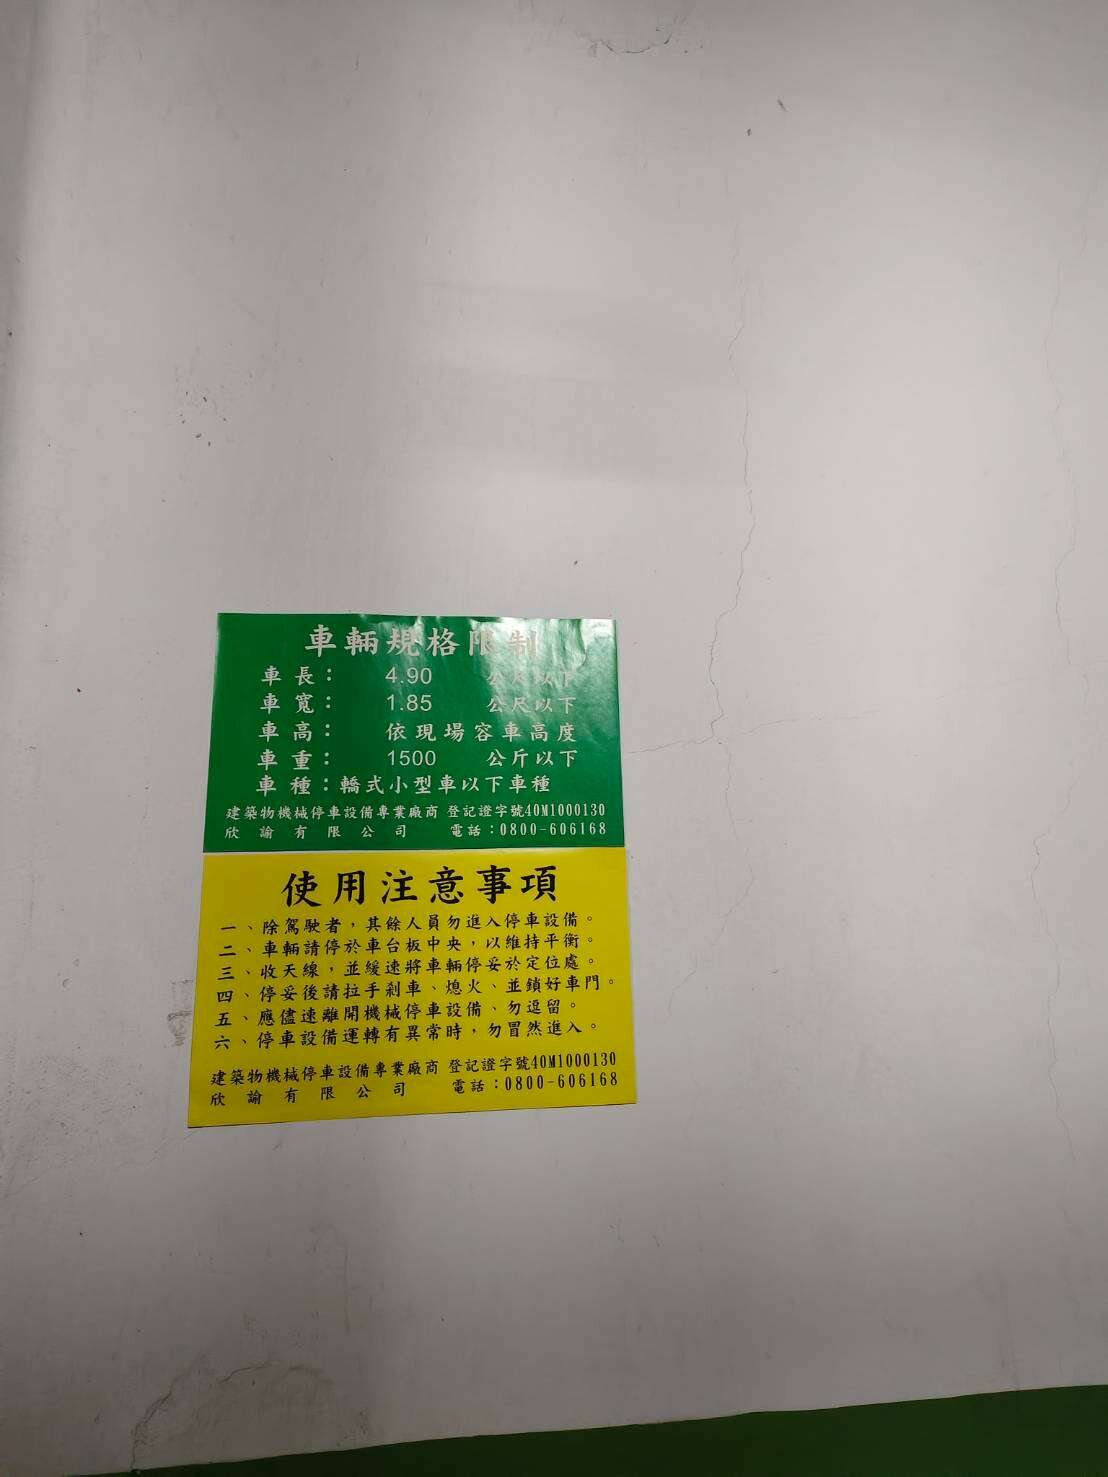 車輛規格限制
車長： 4.90 公尺以下
車寬： 1.85 公尺以下
車高： 依現場容車高度
車重： 1500 公斤以下
車種：轎式小型車以下車種
建築物機械停車設備專業廠商 登記證字號40M1000130
欣諭有限公司 電話：0800-606168
使用注意事項
一、除駕駛者，其餘人員勿進入停車設備。
二、車輛請停於車台板中央，以維持平衡。
三、收天線，並緩速將車輛停妥於定位處。
四、停妥後請拉手剎車、熄火、並鎖好車門。
五、應儘速離開機械停車設備、勿逗留。
六、停車設備運轉有異常時，勿冒然進入。
建築物機械停車設備專業廠商 登記證字號40M1000130
欣諭有限公司 電話：0800-606168